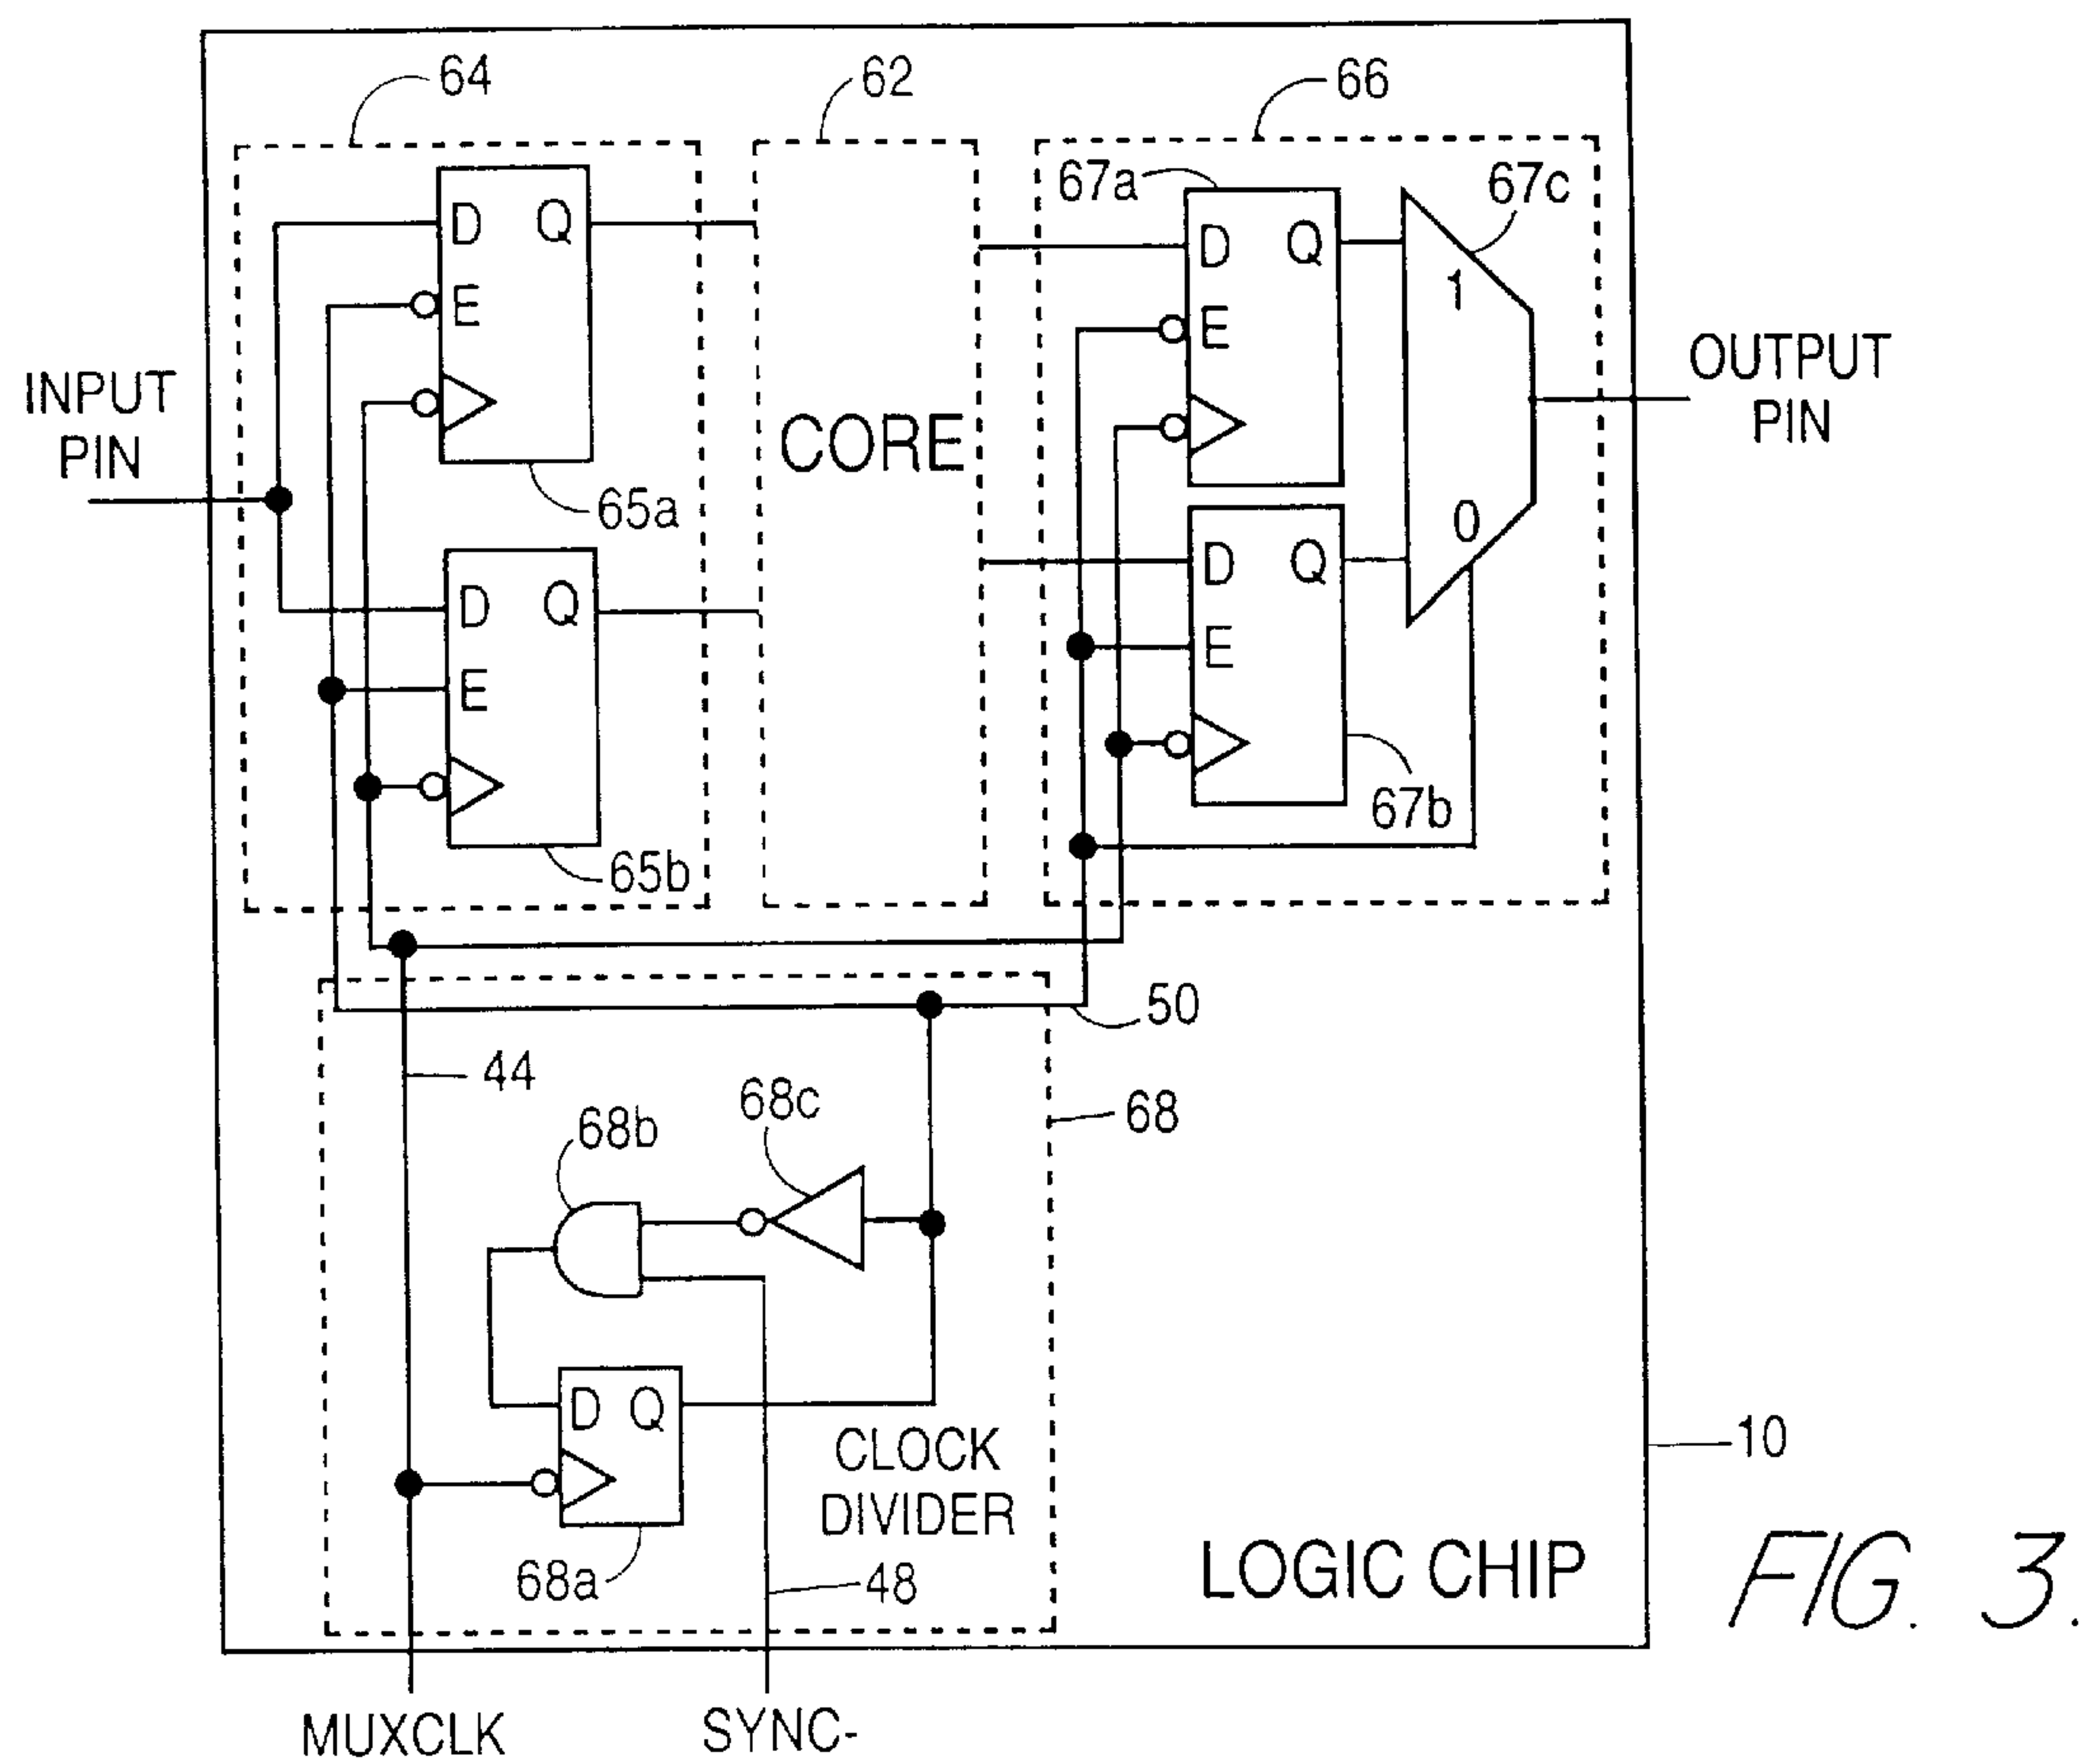 64
62
66
67a
67c
D Q
E
D Q
E
1
INPUT
PIN
OUTPUT
PIN
CORE
65a
0
D Q
E
D Q
E
67b
65b
50
44
68c
68b
68
D Q
CLOCK
DIVIDER
10
68a
48
LOGIC CHIP
FIG. 3.
MUXCLK
SYNC-